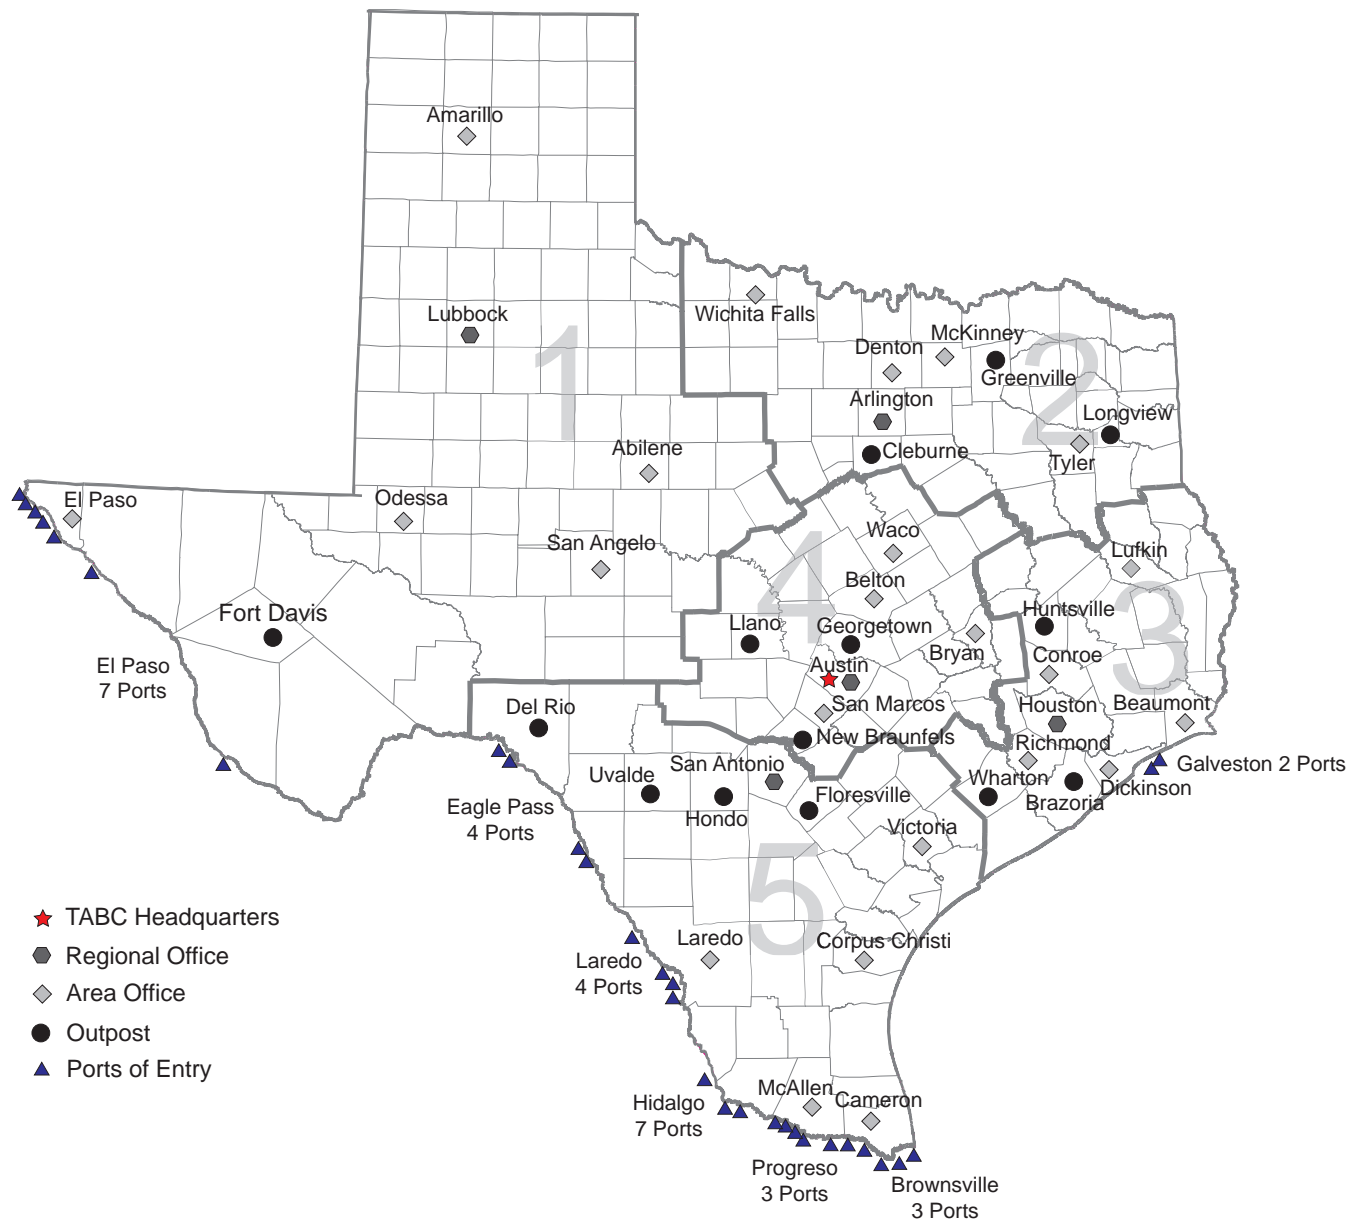 Amarillo
Lubbock
1
Wichita Falls
McKinney
Denton
2
Greenville
Arlington
Longview
Abilene
Cleburne
Tyler
El Paso
Odessa
San Angelo
Waco
4
Lufkin
Belton
3
Fort Davis
Llano
Georgetown
Huntsville
Bryan
El Paso
7 Ports
Austin
Conroe
Del Rio
San Marcos
Houston
Beaumont
New Braunfels
Richmond
San Antonio
Uvalde
Galveston 2 Ports
Wharton
Dickinson
Eagle Pass
4 Ports
Hondo
Floresville
Brazoria
Victoria
5
TABC Headquarters
Regional Office
Area Office
Outpost
Ports of Entry
Laredo
Corpus Christi
Laredo
4 Ports
McAllen
Cameron
Hidalgo
7 Ports
Progreso
3 Ports
Brownsville
3 Ports